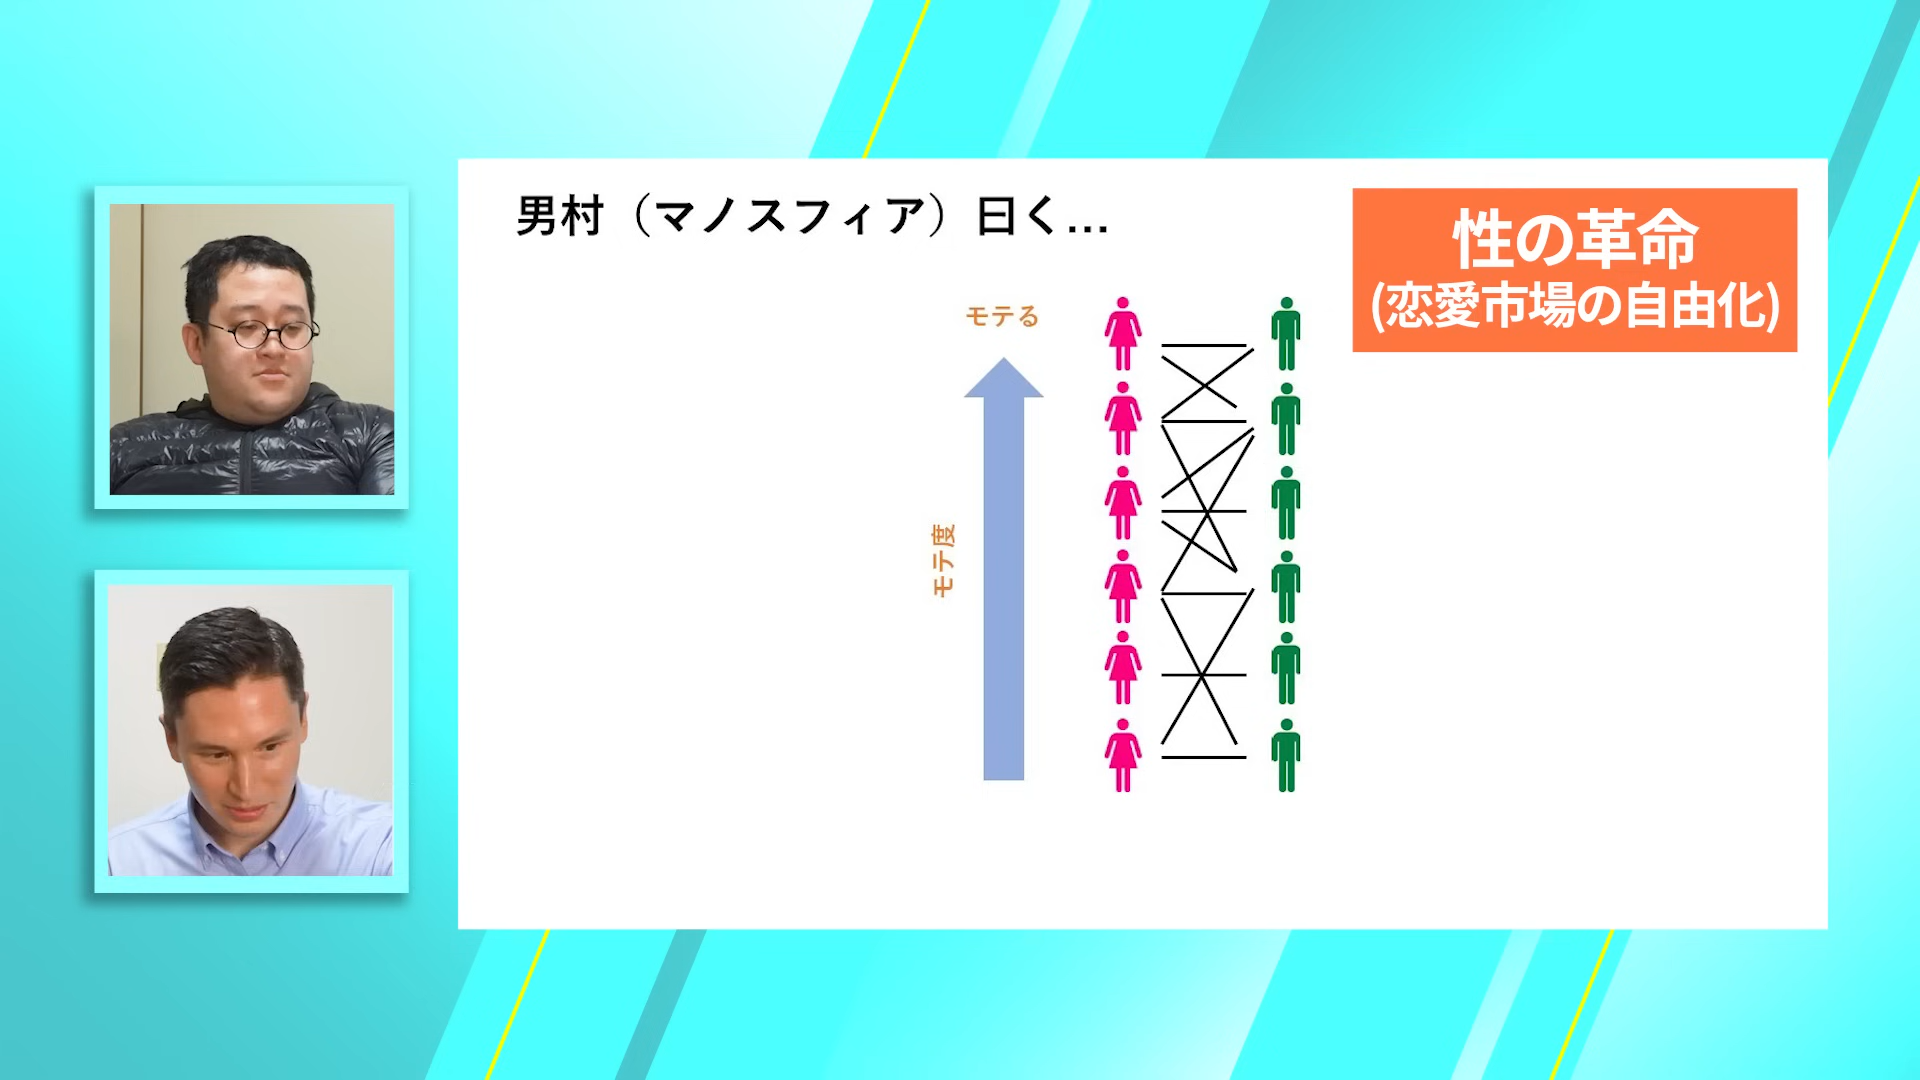 男村（マノスフィア）曰く…
性の革命
(恋愛市場の自由化)
モテる
モテ度